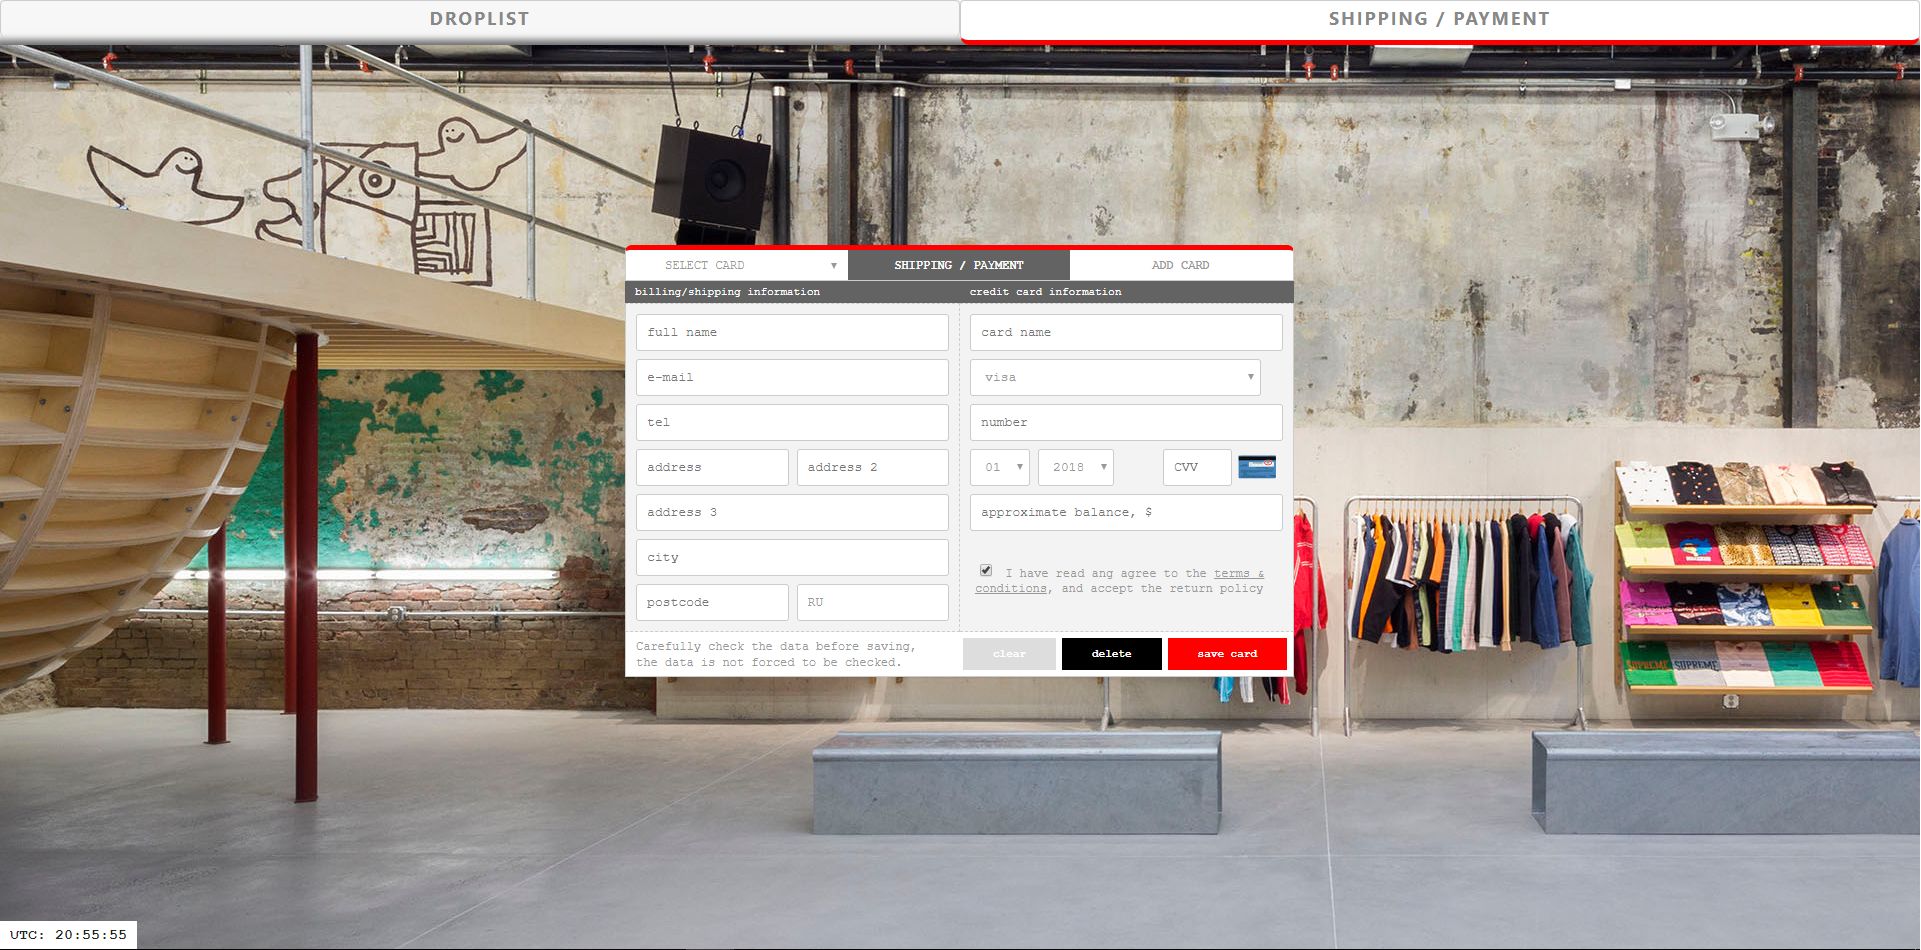 DROPLIST
SHIPPING / PAYMENT
SELECT CARD
SHIPPING / PAYMENT
ADD CARD
billing/shipping information
credit card information
full name
card name
e-mail
visa
tel
number
address
address 2
01
2018
CVV
address 3
approximate balance, $
city
I have read ang agree to the terms &
conditions, and accept the return policy
postcode
RU
Carefully check the data before saving,
the data is not forced to be checked.
clear
delete
save card
SUPREME
SUPREME
UTC: 20:55:55